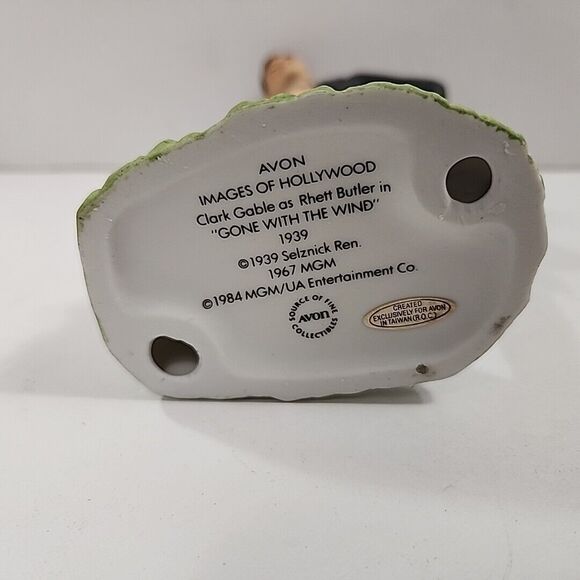 AVON
IMAGES OF HOLLYWOOD
Clark Gable as Rhett Butler in
"GONE WITH THE WIND"
1939
©1939 Selznick Ren.
1967 MGM
©1984 MGM/UA Entertainment Co.
SOURCE OF FINE
AVON
COLLECTIBLES
CREATED
EXCLUSIVELY FOR AVON
IN TAIWAN (R.O.C.)